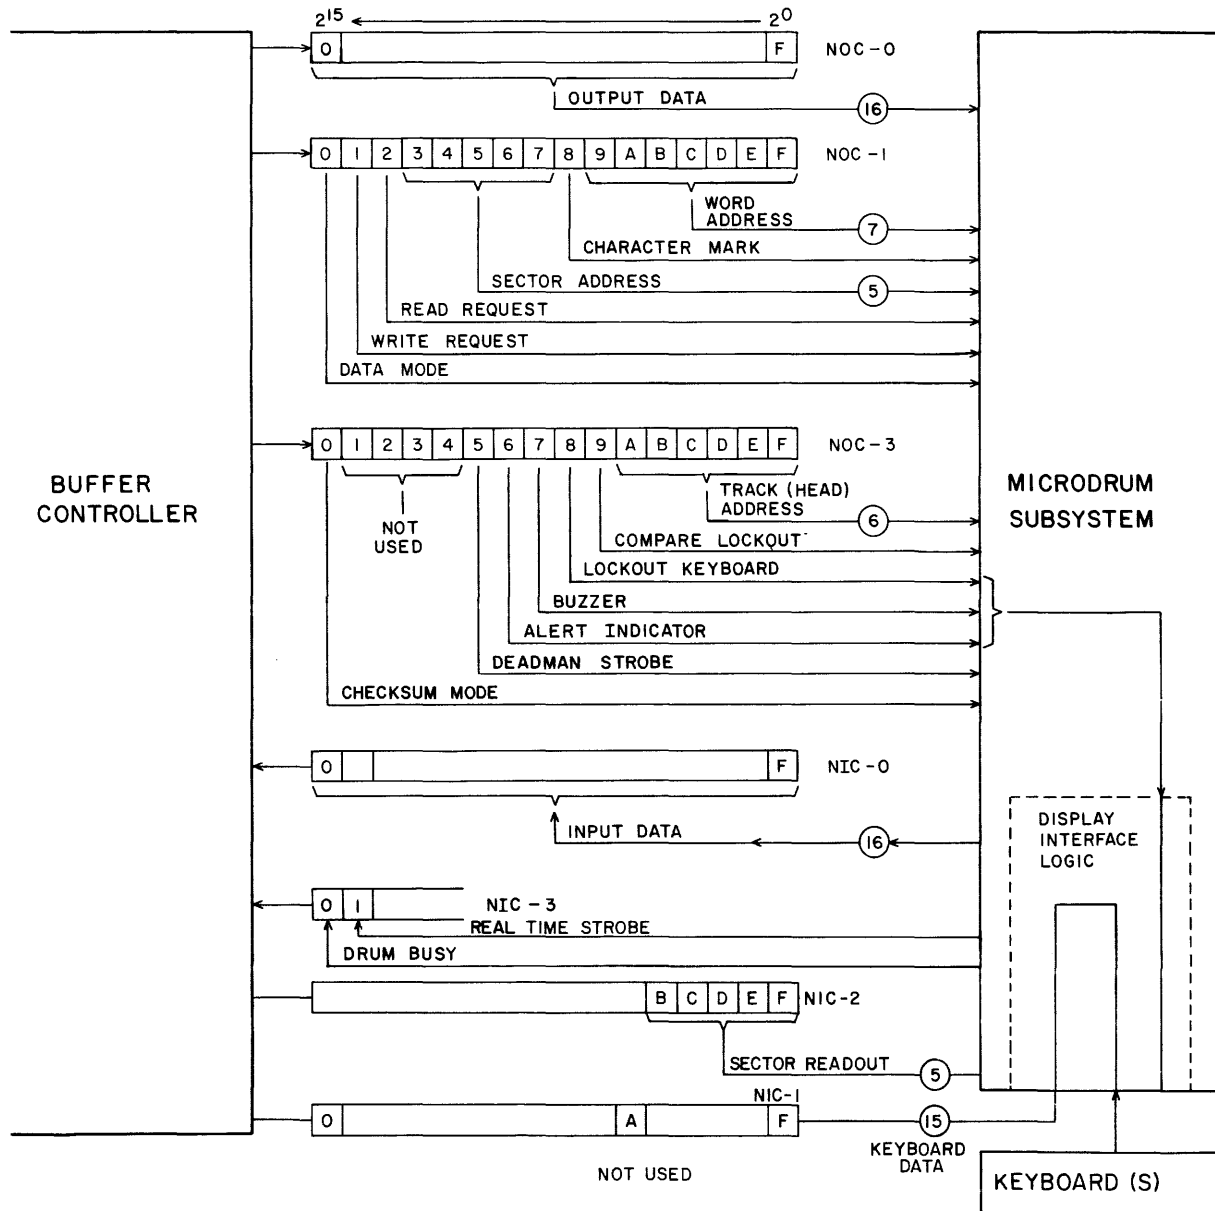 2¹⁵ 2⁰
0 F NOC-0
OUTPUT DATA 16
0 1 2 3 4 5 6 7 8 9 A B C D E F NOC-1
WORD
ADDRESS 7
CHARACTER MARK
SECTOR ADDRESS 5
READ REQUEST
WRITE REQUEST
DATA MODE
0 1 2 3 4 5 6 7 8 9 A B C D E F NOC-3
BUFFER
CONTROLLER
MICRODRUM
SUBSYSTEM
NOT
USED
TRACK (HEAD)
ADDRESS 6
COMPARE LOCKOUT
LOCKOUT KEYBOARD
BUZZER
ALERT INDICATOR
DEADMAN STROBE
CHECKSUM MODE
0 F NIC-0
INPUT DATA 16
DISPLAY
INTERFACE
LOGIC
0 1 NIC-3
REAL TIME STROBE
DRUM BUSY
B C D E F NIC-2
SECTOR READOUT 5
NIC-1
0 A F 15
KEYBOARD
DATA
NOT USED
KEYBOARD (S)